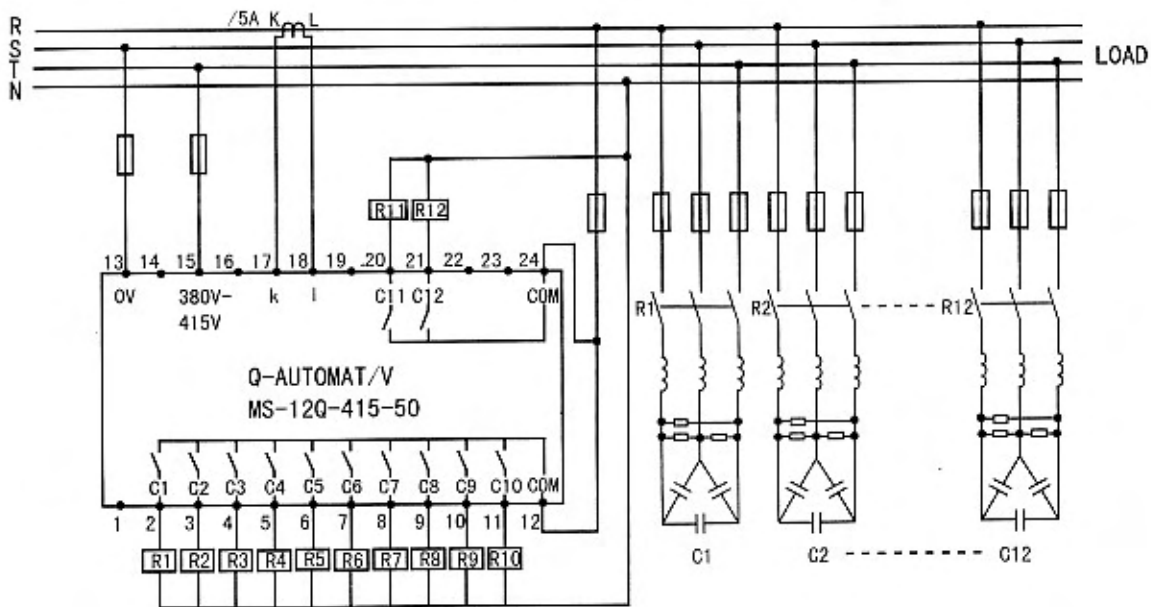 /5A K L
R
S
T
N
LOAD
R11 R12
13 14 15 16 17 18 19 20 21 22 23 24
0V 380V- k l C11 C12 COM
415V
R1 R2 R12
Q-AUTOMAT/V
MS-12Q-415-50
C1 C2 C3 C4 C5 C6 C7 C8 C9 C10 COM
1 2 3 4 5 6 7 8 9 10 11 12
R1 R2 R3 R4 R5 R6 R7 R8 R9 R10
C1 C2 C12